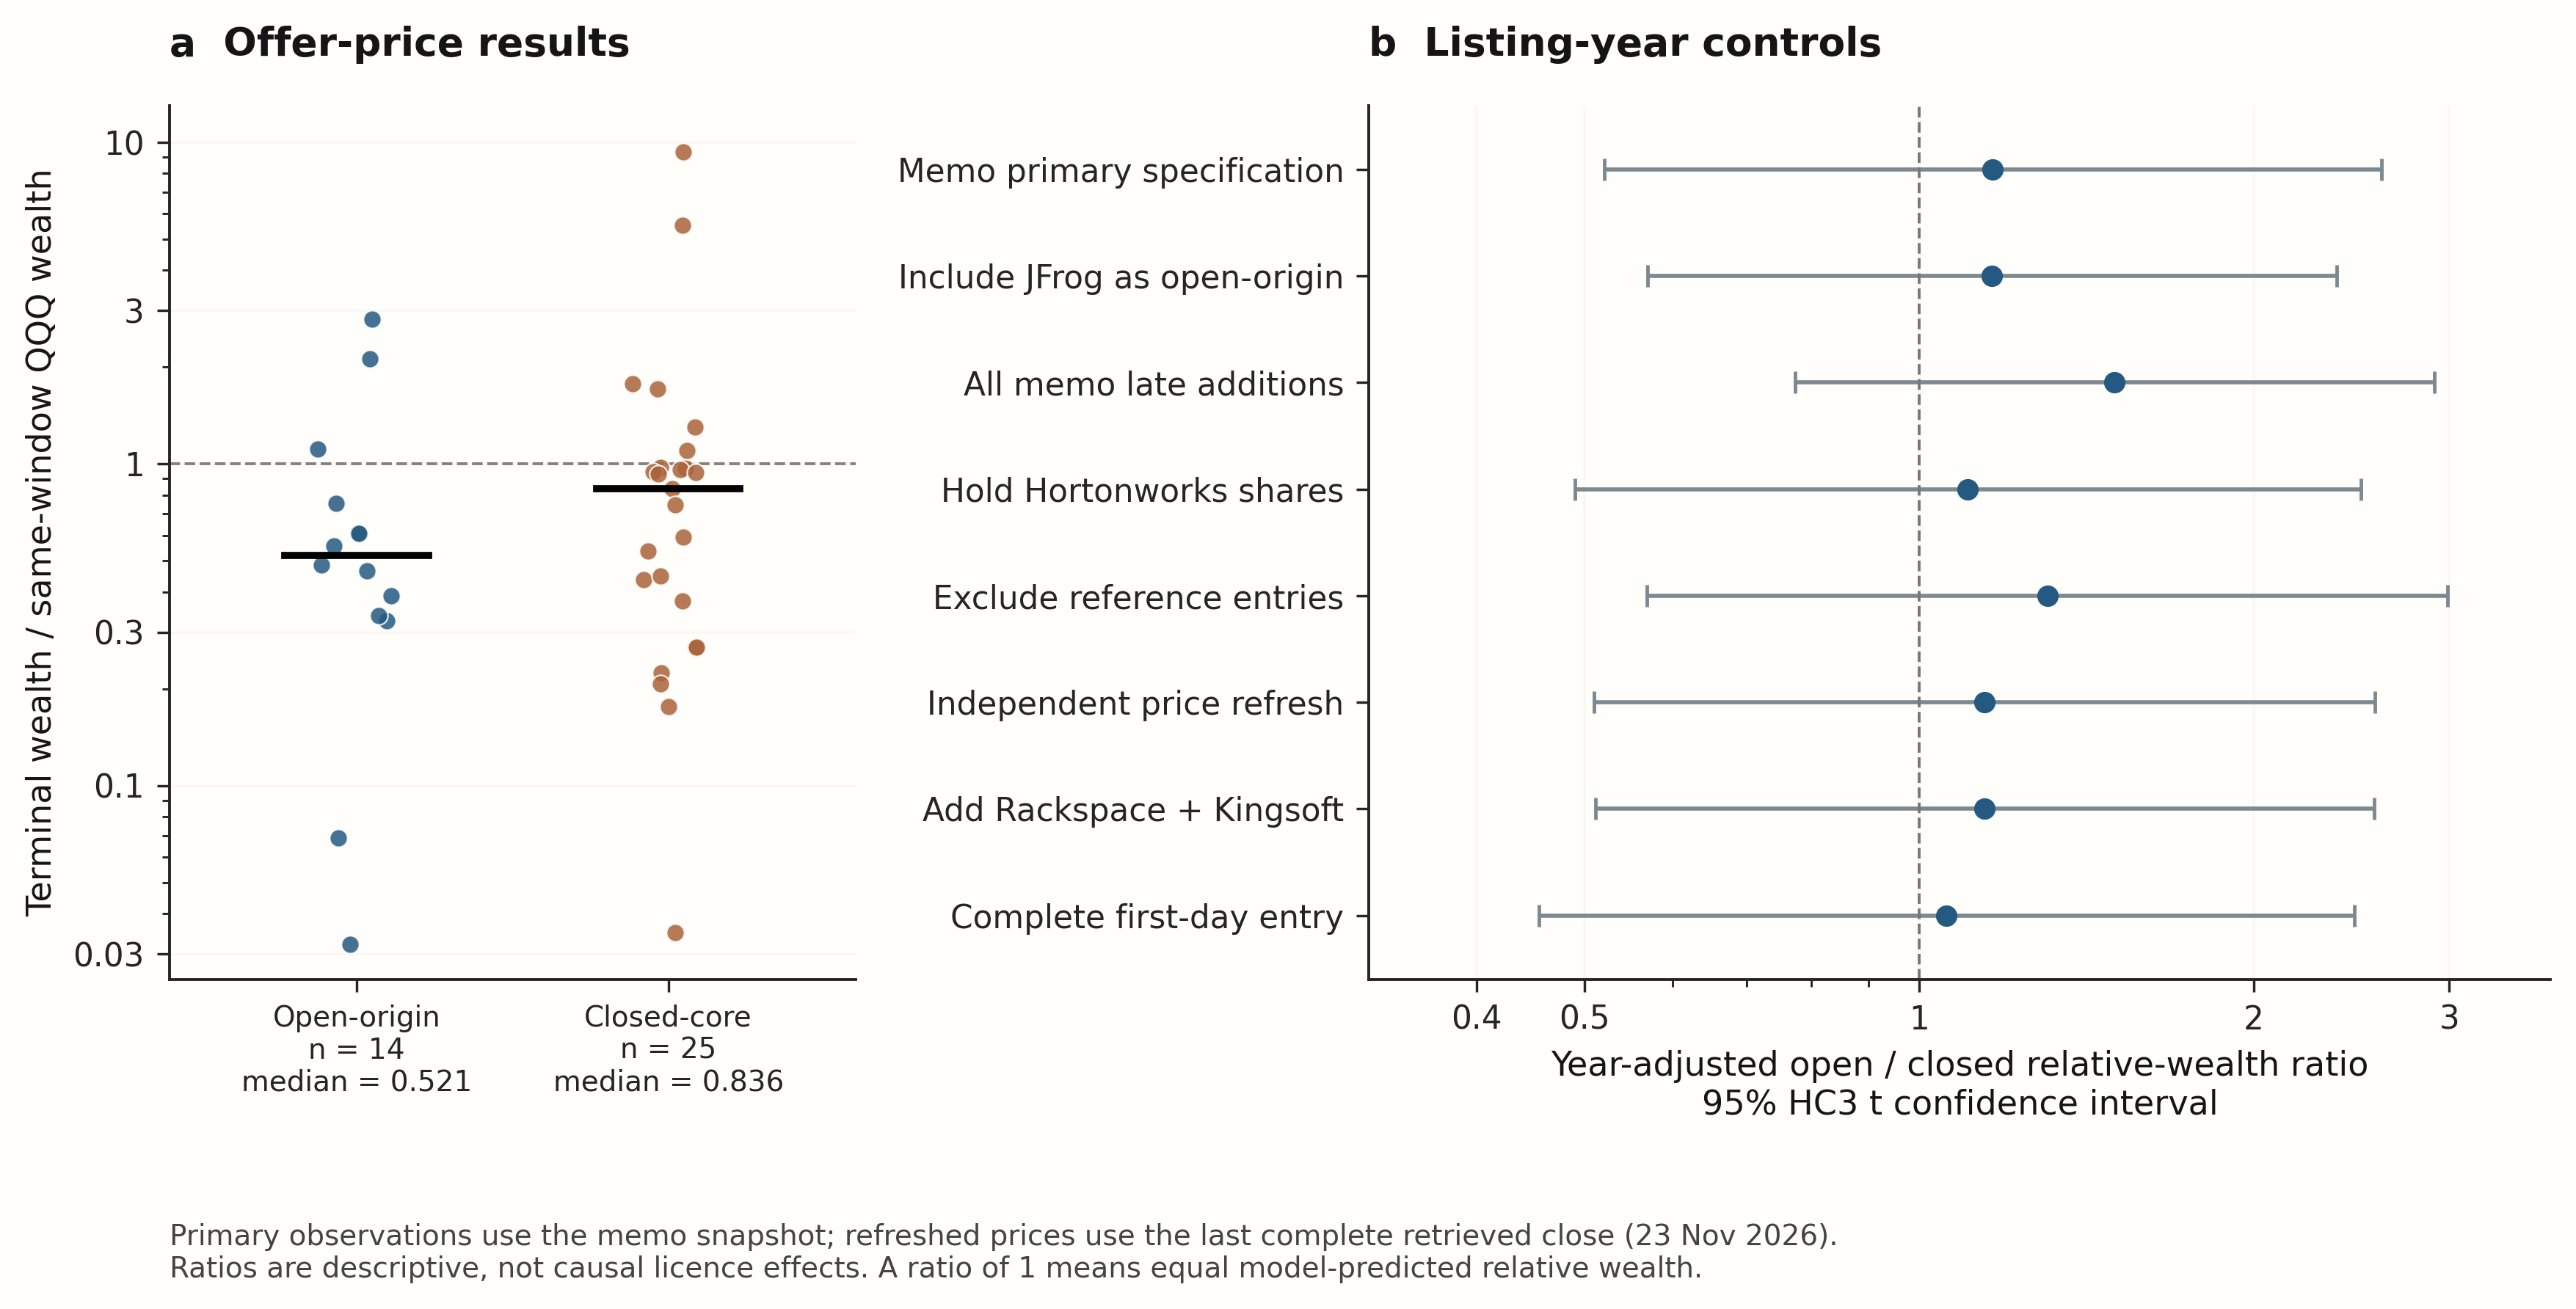 a Offer-price results
Terminal wealth / same-window QQQ wealth
10
3
1
0.3
0.1
0.03
Open-origin
n = 14
median = 0.521
Closed-core
n = 25
median = 0.836
b Listing-year controls
Memo primary specification
Include JFrog as open-origin
All memo late additions
Hold Hortonworks shares
Exclude reference entries
Independent price refresh
Add Rackspace + Kingsoft
Complete first-day entry
0.4
0.5
1
2
3
Year-adjusted open / closed relative-wealth ratio
95% HC3 t confidence interval
Primary observations use the memo snapshot; refreshed prices use the last complete retrieved close (23 Nov 2026).
Ratios are descriptive, not causal licence effects. A ratio of 1 means equal model-predicted relative wealth.